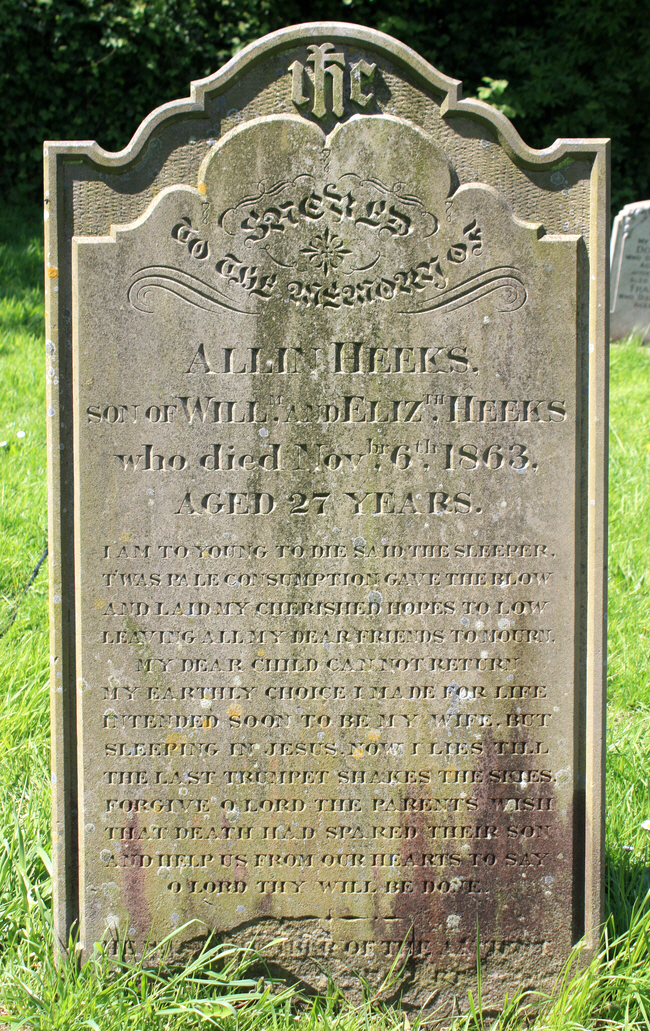 IHC
SACRED
TO THE MEMORY OF
ALLIN HEEKS.
SON OF WILLM. AND ELIZTH. HEEKS
who died Novbr. 6th. 1863.
AGED 27 YEARS.
I AM TO YOUNG TO DIE SAID THE SLEEPER.
T'WAS PALE CONSUMPTION GAVE THE BLOW
AND LAID MY CHERISHED HOPES TO LOW
LEAVING ALL MY DEAR FRIENDS TO MOURN.
MY DEAR CHILD CAN NOT RETURN
MY EARTHLY CHOICE I MADE FOR LIFE
INTENDED SOON TO BE MY WIFE. BUT
SLEEPING IN JESUS. NOW I LIES TILL
THE LAST TRUMPET SHAKES THE SKIES.
FORGIVE O LORD THE PARENTS WISH
THAT DEATH HAD SPARED THEIR SON
AND HELP US FROM OUR HEARTS TO SAY
O LORD THY WILL BE DONE.
OF THE